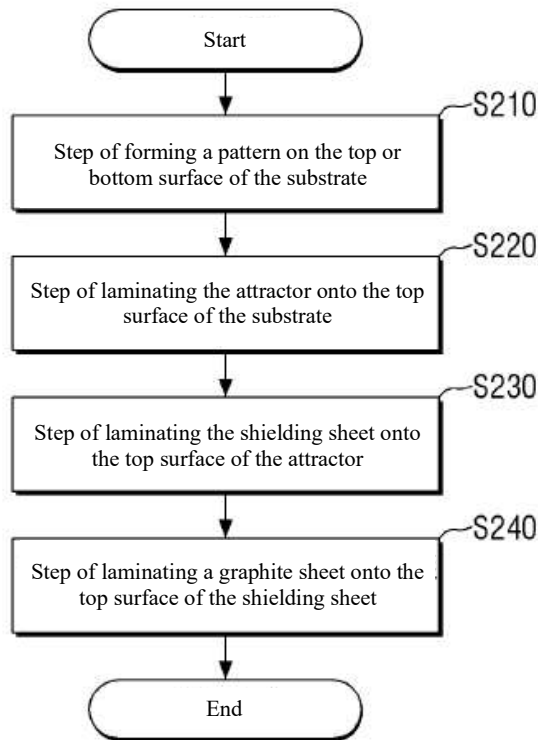 Start
S210
Step of forming a pattern on the top or
bottom surface of the substrate
S220
Step of laminating the attractor onto the top
surface of the substrate
S230
Step of laminating the shielding sheet onto
the top surface of the attractor
S240
Step of laminating a graphite sheet onto the
top surface of the shielding sheet
End